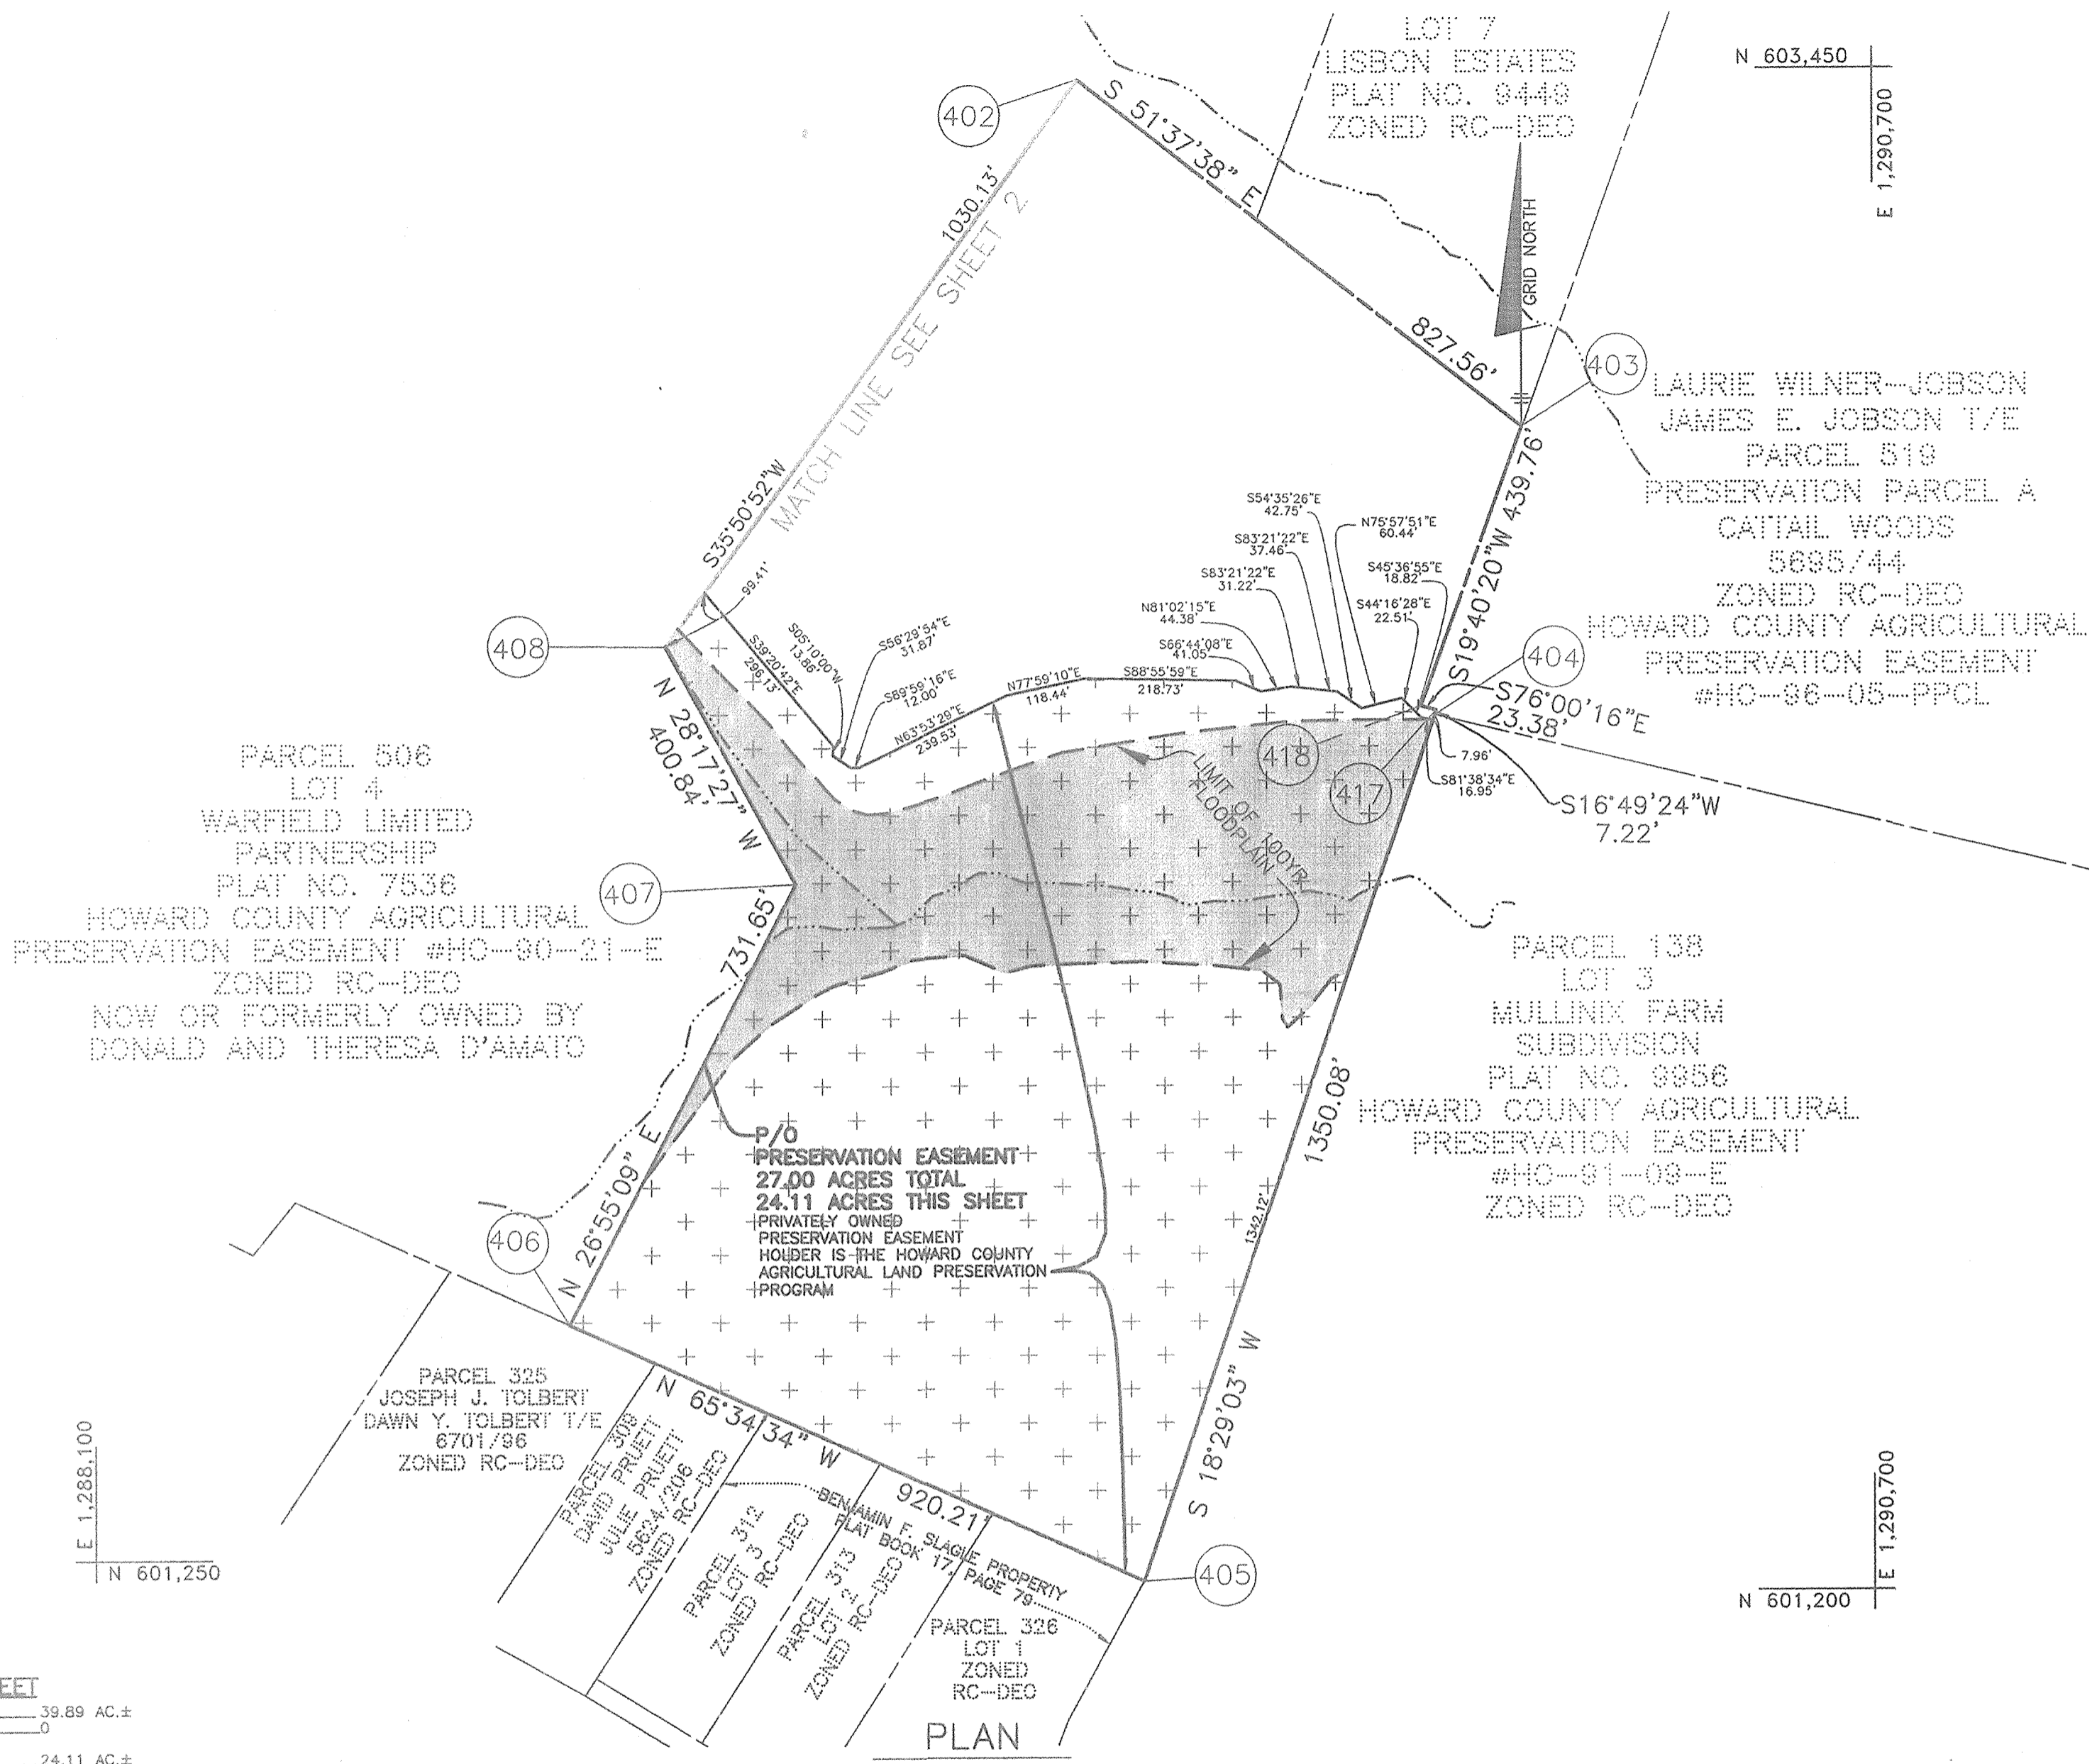 LOT 7
LISBON ESTATES
PLAT NO. 9449
ZONED RC-DEO
N 603,450
E 1,290,700
402
S 51°37'38" E
827.56'
GRID NORTH
403
1030.13'
MATCH LINE SEE SHEET 2
S35°50'52"W
LAURIE WILNER-JOBSON
JAMES E. JOBSON T/E
PARCEL 519
PRESERVATION PARCEL A
CATTAIL WOODS
5695/44
ZONED RC-DEO
HOWARD COUNTY AGRICULTURAL
PRESERVATION EASEMENT
#HO-96-05-PPCL
S19°40'20"W 439.76'
S54°35'26"E
42.75'
N75°57'51"E
60.44'
S83°21'22"E
37.46'
S45°36'55"E
18.82'
S83°21'22"E
31.22'
S44°16'28"E
22.51'
N81°02'15"E
44.38'
S66°44'08"E
41.05'
S88°55'59"E
218.73'
N77°59'10"E
118.44'
N63°53'29"E
239.53'
S89°59'16"E
12.00'
S56°29'54"E
31.87'
S05°10'00"W
13.86'
S39°20'42"E
296.13'
99.41'
408
404
S76°00'16"E
23.38'
418
417
7.96'
S81°38'34"E
16.95'
S16°49'24"W
7.22'
N 28°17'27" W
400.84'
LIMIT OF 100YR
FLOODPLAIN
PARCEL 506
LOT 4
WARFIELD LIMITED
PARTNERSHIP
PLAT NO. 7536
HOWARD COUNTY AGRICULTURAL
PRESERVATION EASEMENT #HO-90-21-E
ZONED RC-DEO
NOW OR FORMERLY OWNED BY
DONALD AND THERESA D'AMATO
407
731.65'
N 26°55'09" E
406
PARCEL 138
LOT 3
MULLINIX FARM
SUBDIVISION
PLAT NO. 9956
HOWARD COUNTY AGRICULTURAL
PRESERVATION EASEMENT
#HO-91-09-E
ZONED RC-DEO
1350.08'
1342.12'
S 18°29'03" W
P/O
PRESERVATION EASEMENT
27.00 ACRES TOTAL
24.11 ACRES THIS SHEET
PRIVATELY OWNED
PRESERVATION EASEMENT
HOLDER IS THE HOWARD COUNTY
AGRICULTURAL LAND PRESERVATION
PROGRAM
N 65°34'34" W
920.21'
405
PARCEL 325
JOSEPH J. TOLBERT
DAWN Y. TOLBERT T/E
6701/96
ZONED RC-DEO
PARCEL 309
DAVID PRUETT
JULIE PRUETT
5624/206
ZONED RC-DEO
PARCEL 312
LOT 3
ZONED RC-DEO
PARCEL 313
LOT 2
ZONED RC-DEO
BENJAMIN F. SLAGLE PROPERTY
PLAT BOOK 17, PAGE 79
PARCEL 326
LOT 1
ZONED
RC-DEO
E 1,288,100
N 601,250
E 1,290,700
N 601,200
PLAN
EET
39.89 AC.±
0
24.11 AC.±